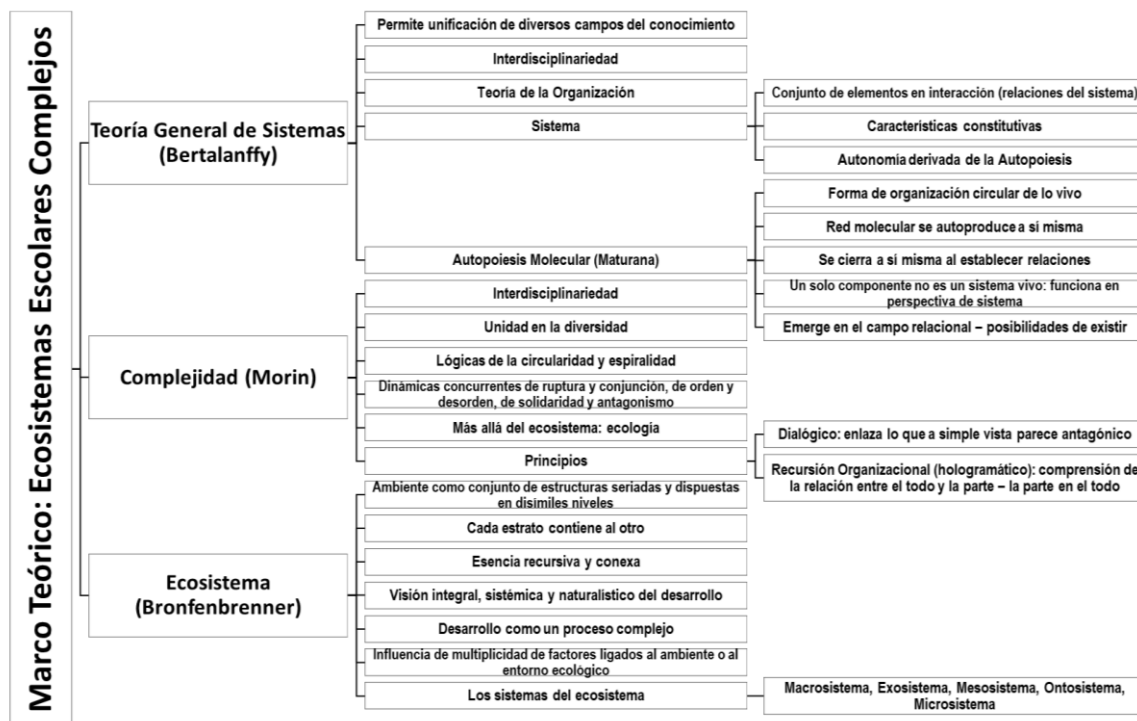 Marco Teórico: Ecosistemas Escolares Complejos
Teoría General de Sistemas
(Bertalanffy)
Permite unificación de diversos campos del conocimiento
Interdisciplinariedad
Teoría de la Organización
Sistema
Conjunto de elementos en interacción (relaciones del sistema)
Características constitutivas
Autonomía derivada de la Autopoiesis
Autopoiesis Molecular (Maturana)
Forma de organización circular de lo vivo
Red molecular se autoproduce a si misma
Se cierra a si misma al establecer relaciones
Un solo componente no es un sistema vivo: funciona en
perspectiva de sistema
Emerge en el campo relacional – posibilidades de existir
Complejidad (Morin)
Interdisciplinariedad
Unidad en la diversidad
Lógicas de la circularidad y espiralidad
Dinámicas concurrentes de ruptura y conjunción, de orden y
desorden, de solidaridad y antagonismo
Más allá del ecosistema: ecología
Principios
Dialógico: enlaza lo que a simple vista parece antagónico
Recursión Organizacional (hologramático): comprensión de
la relación entre el todo y la parte – la parte en el todo
Ecosistema
(Bronfenbrenner)
Ambiente como conjunto de estructuras seriadas y dispuestas
en disímiles niveles
Cada estrato contiene al otro
Esencia recursiva y conexa
Visión integral, sistémica y naturalístico del desarrollo
Desarrollo como un proceso complejo
Influencia de multiplicidad de factores ligados al ambiente o al
entorno ecológico
Los sistemas del ecosistema
Macrosistema, Exosistema, Mesosistema, Ontosistema,
Microsistema